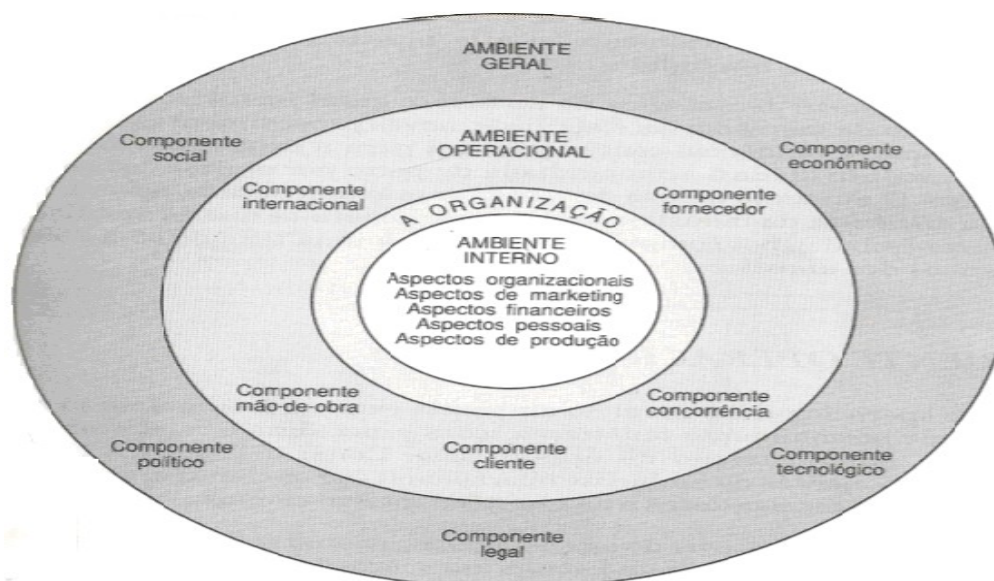 AMBIENTE
GERAL
Componente
social
AMBIENTE
OPERACIONAL
Componente
econômico
Componente
internacional
Componente
fornecedor
A ORGANIZAÇÃO
AMBIENTE
INTERNO
Aspectos organizacionais
Aspectos de marketing
Aspectos financeiros
Aspectos pessoais
Aspectos de produção
Componente
mão-de-obra
Componente
concorrência
Componente
político
Componente
cliente
Componente
tecnológico
Componente
legal